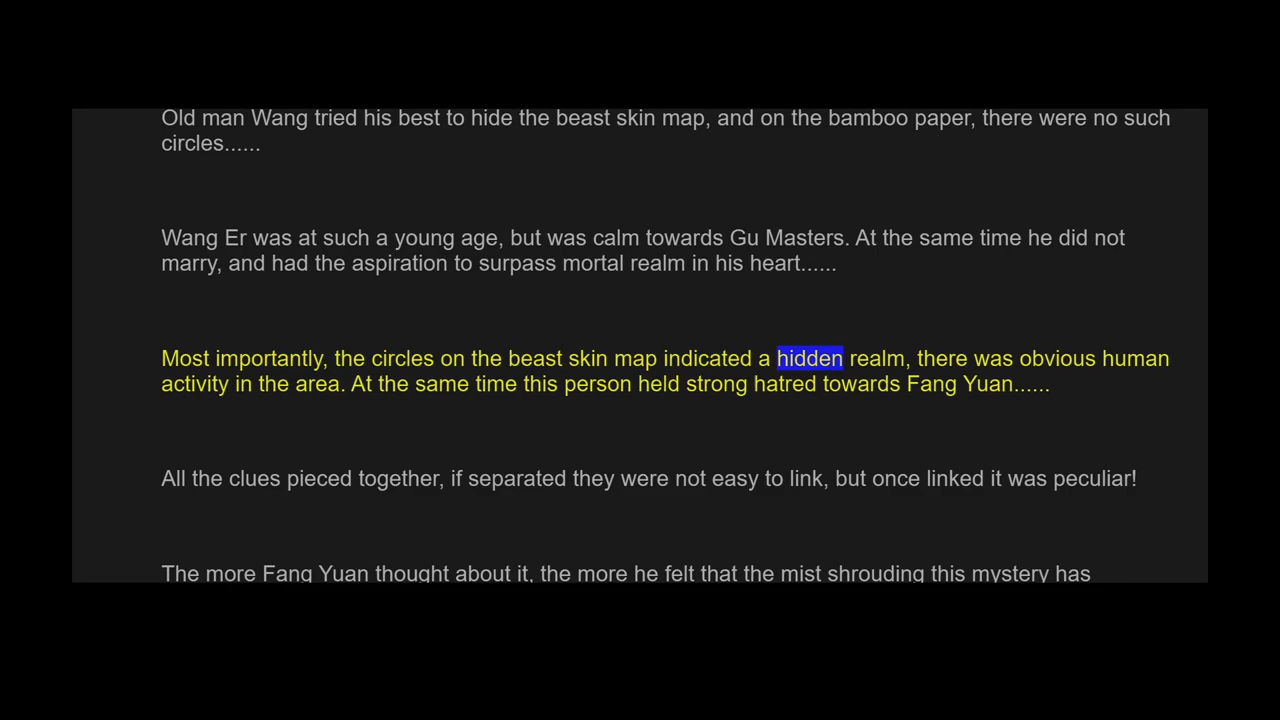 Old man Wang tried his best to hide the beast skin map, and on the bamboo paper, there were no such
circles......
Wang Er was at such a young age, but was calm towards Gu Masters. At the same time he did not
marry, and had the aspiration to surpass mortal realm in his heart......
Most importantly, the circles on the beast skin map indicated a hidden realm, there was obvious human
activity in the area. At the same time this person held strong hatred towards Fang Yuan......
All the clues pieced together, if separated they were not easy to link, but once linked it was peculiar!
The more Fang Yuan thought about it, the more he felt that the mist shrouding this mystery has